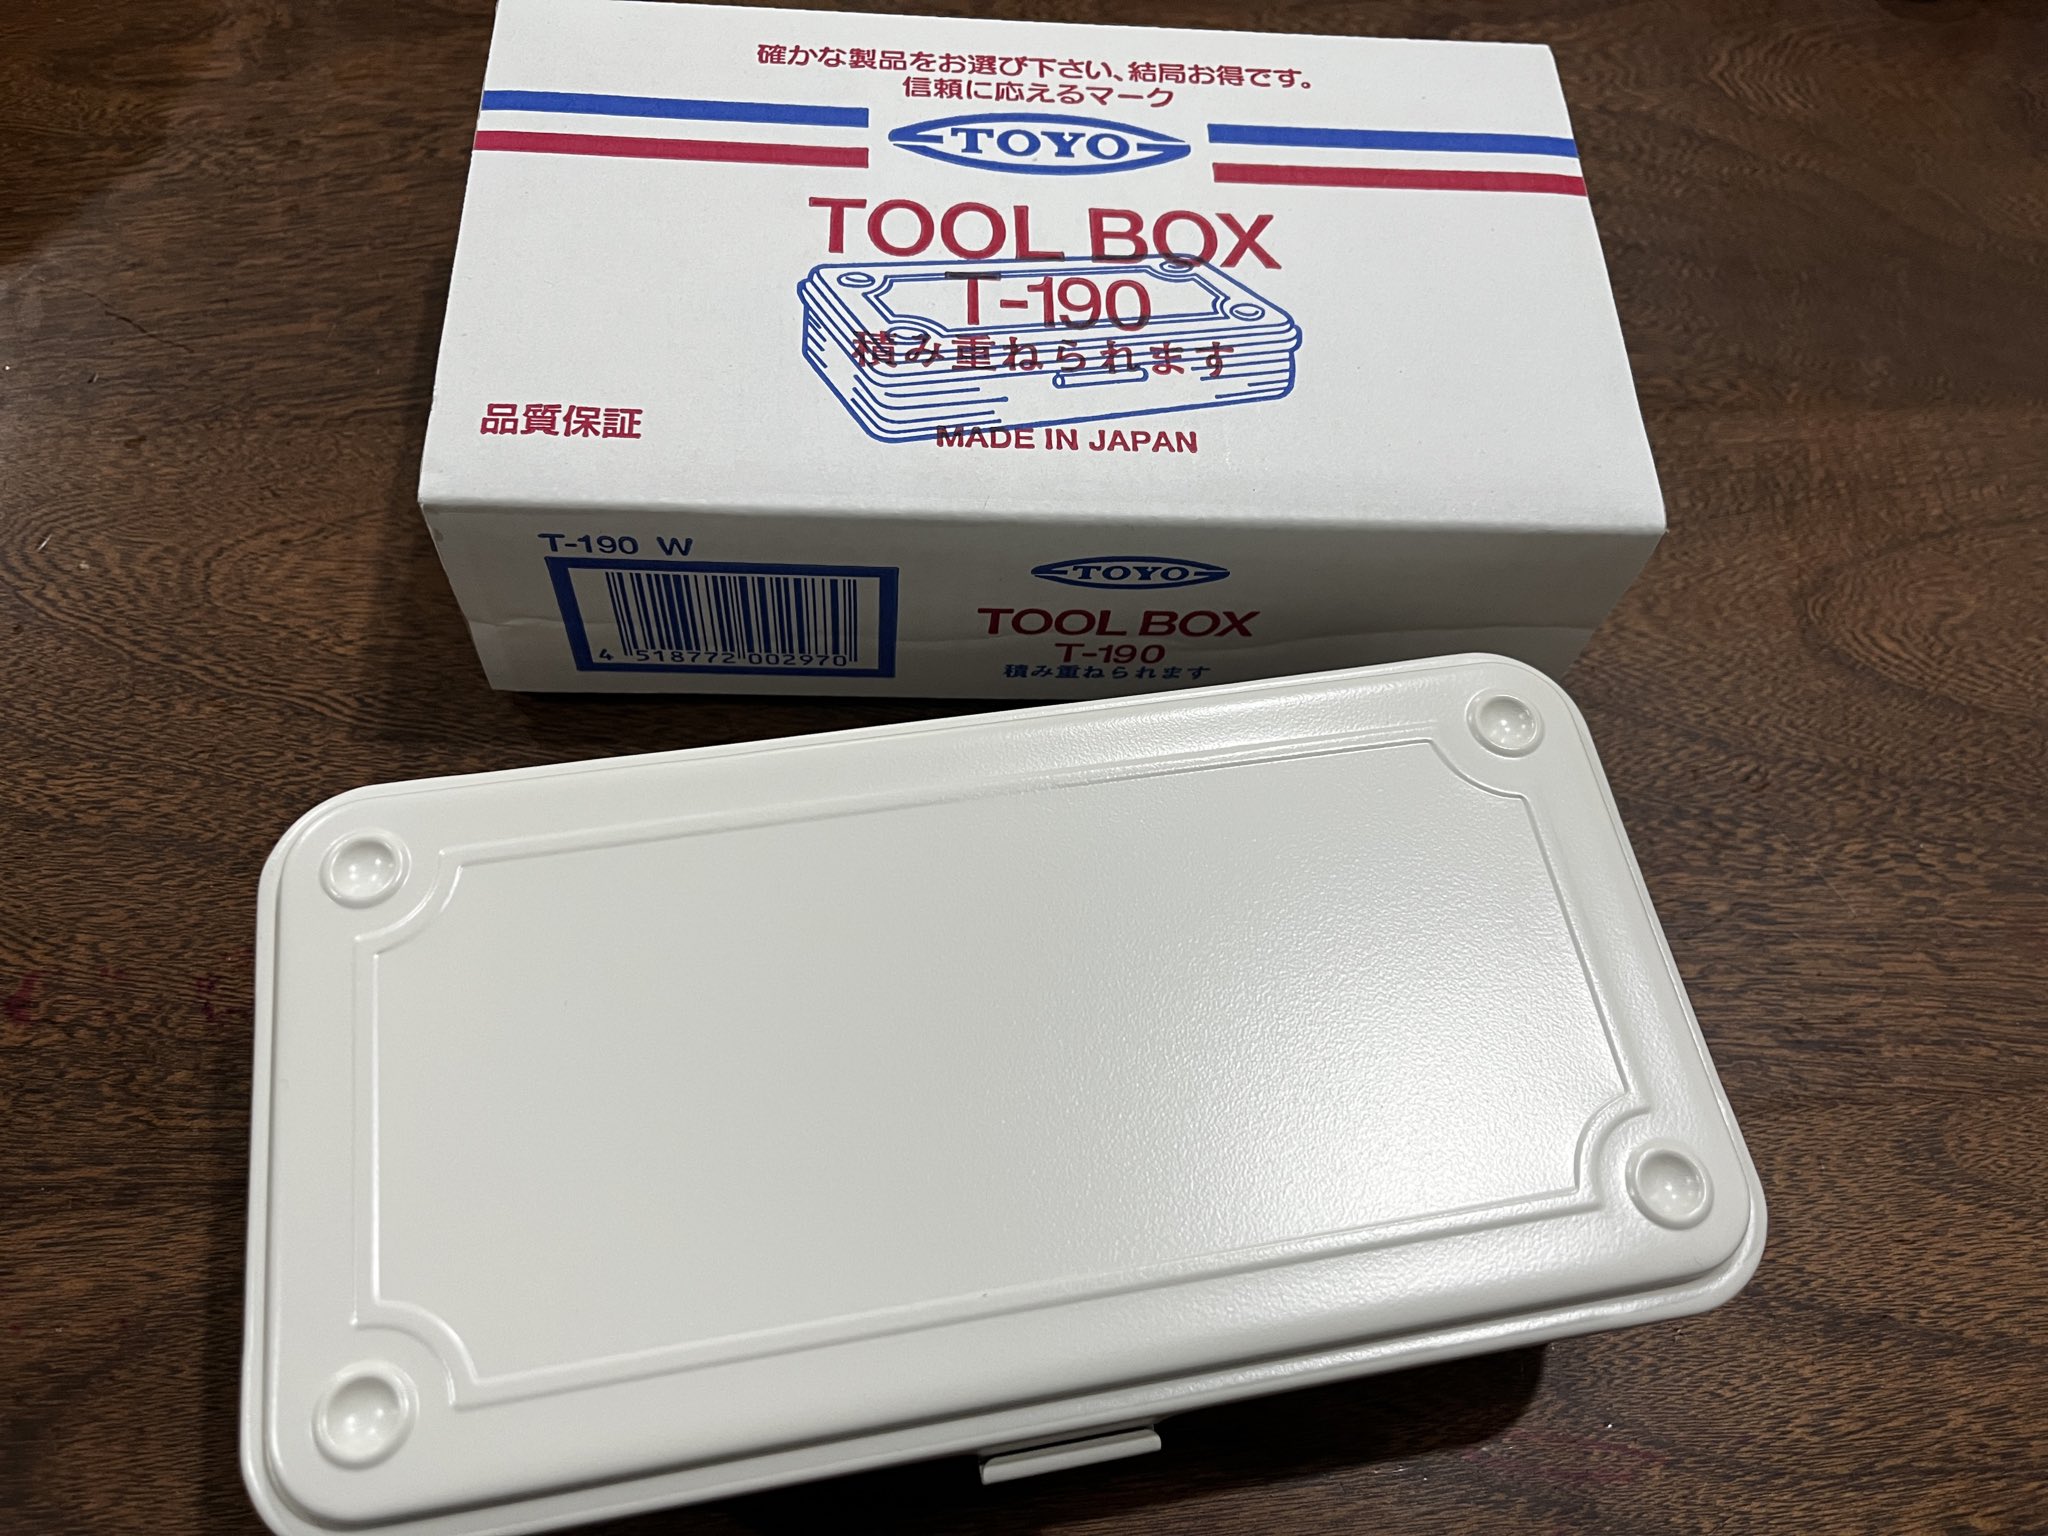 確かな製品をお選び下さい、結局お得です。
信頼に応えるマーク
TOYO
TOOL BOX
T-190
積み重ねられます
品質保証
MADE IN JAPAN
T-190 W
4 518772 002970
TOYO
TOOL BOX
T-190
積み重ねられます